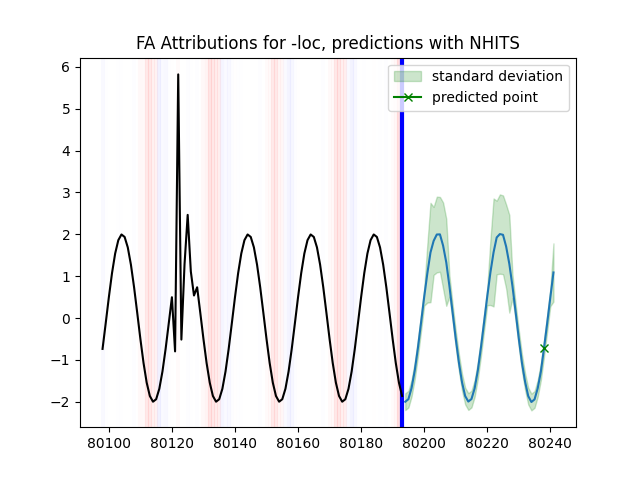 FA Attributions for -loc, predictions with NHITS
standard deviation
predicted point
6
5
4
3
2
1
0
−1
−2
80100 80120 80140 80160 80180 80200 80220 80240